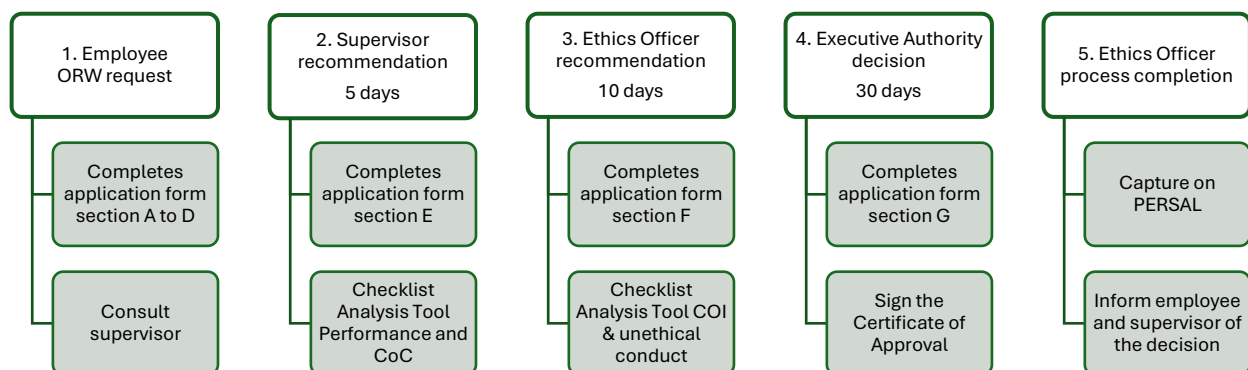 1. Employee
ORW request
Completes
application form
section A to D
Consult
supervisor
2. Supervisor
recommendation
5 days
Completes
application form
section E
Checklist
Analysis Tool
Performance and
CoC
3. Ethics Officer
recommendation
10 days
Completes
application form
section F
Checklist
Analysis Tool COI
& unethical
conduct
4. Executive Authority
decision
30 days
Completes
application form
section G
Sign the
Certificate of
Approval
5. Ethics Officer
process completion
Capture on
PERSAL
Inform employee
and supervisor of
the decision